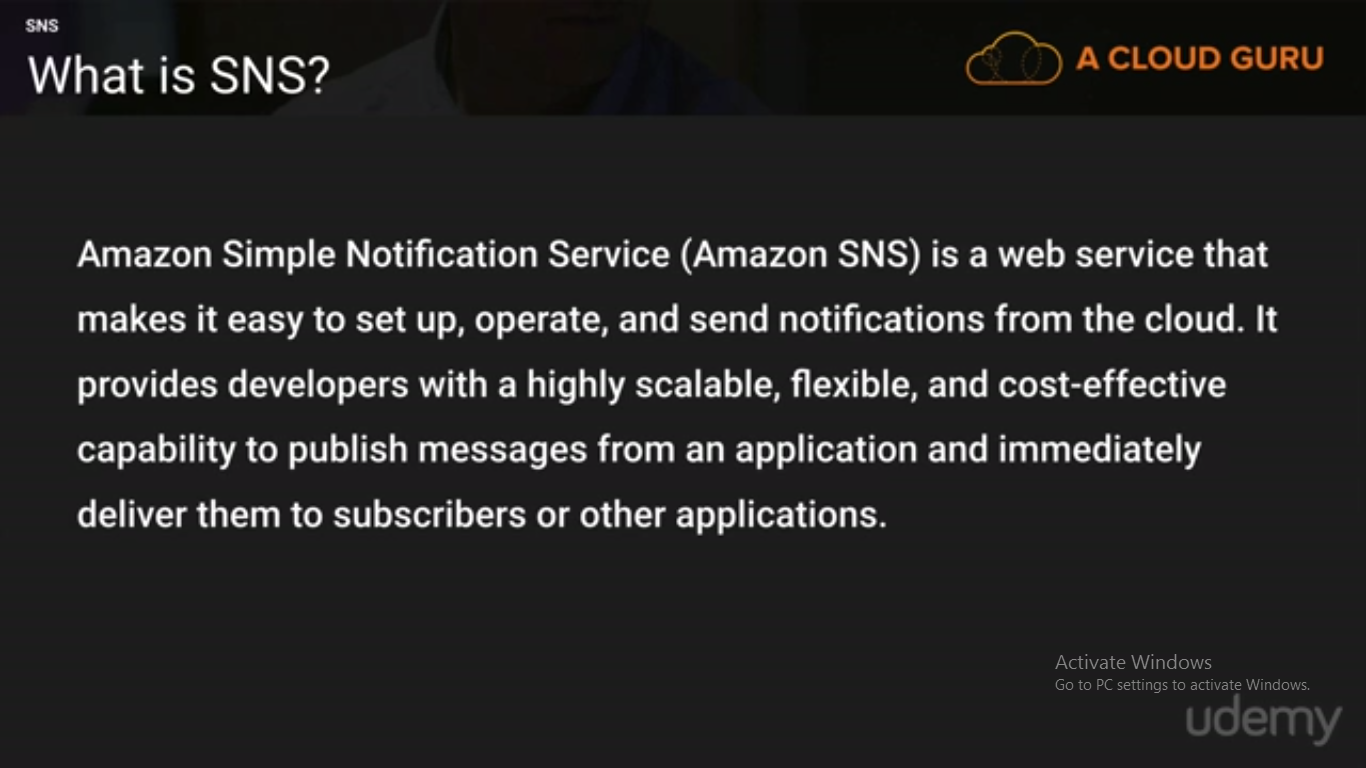 SNS
What is SNS?
A CLOUD GURU
Amazon Simple Notification Service (Amazon SNS) is a web service that
makes it easy to set up, operate, and send notifications from the cloud. It
provides developers with a highly scalable, flexible, and cost-effective
capability to publish messages from an application and immediately
deliver them to subscribers or other applications.
Activate Windows
Go to PC settings to activate Windows.
udemy